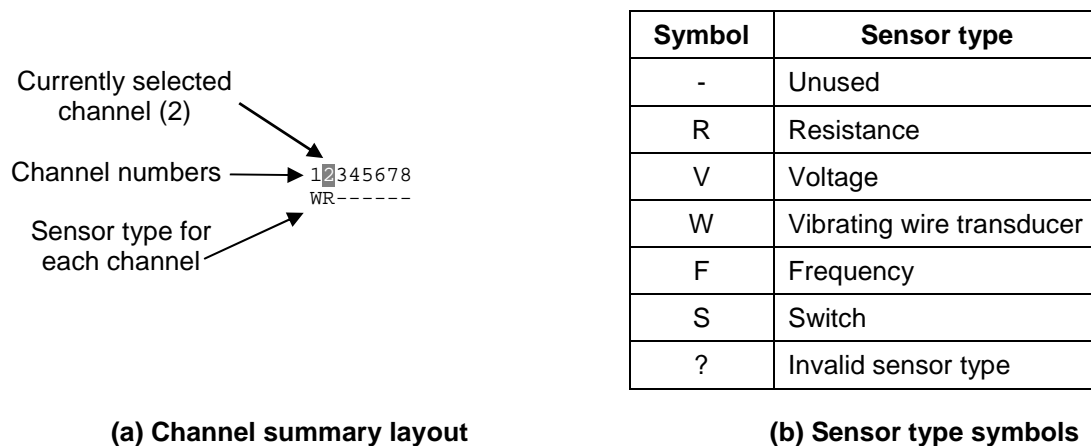 Currently selected
channel (2)
Channel numbers
12345678
WR------
Sensor type for
each channel
(a) Channel summary layout
Symbol Sensor type
- Unused
R Resistance
V Voltage
W Vibrating wire transducer
F Frequency
S Switch
? Invalid sensor type
(b) Sensor type symbols